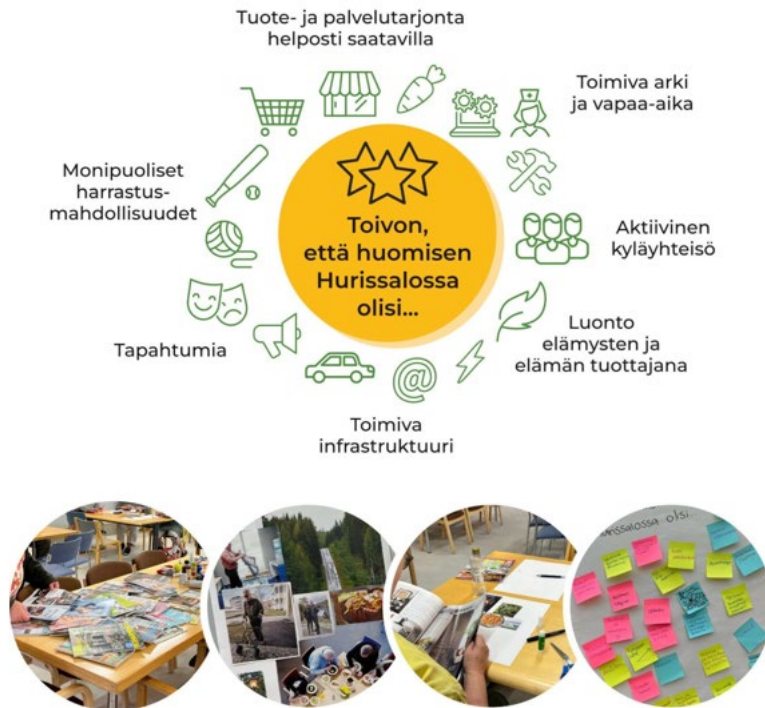 Tuote- ja palvelutarjonta
helposti saatavilla
Toimiva arki
ja vapaa-aika
Monipuoliset
harrastus-
mahdollisuudet
Toivon,
että huomisen
Hurissalossa
olisi...
Aktiivinen
kyläyhteisö
Luonto
elämysten ja
elämän tuottajana
Tapahtumia
@
Toimiva
infrastruktuuri
olisi...